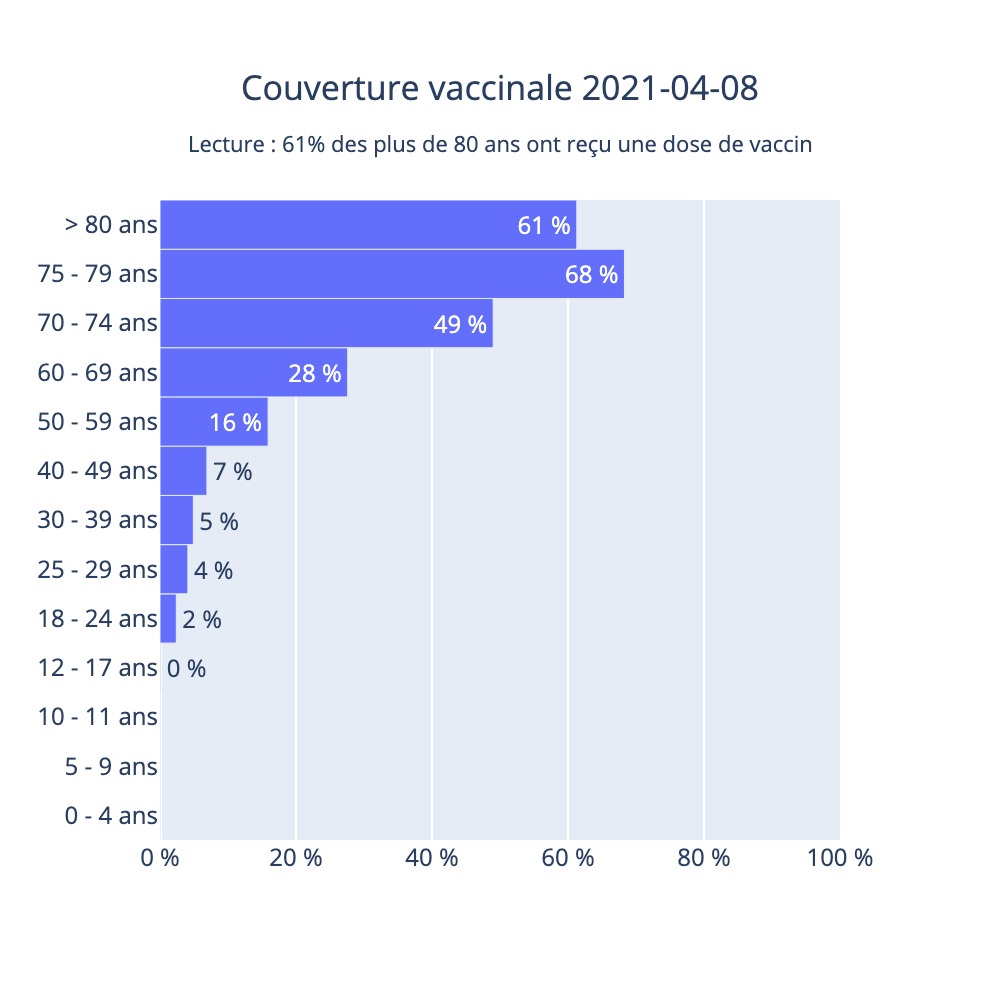 Couverture vaccinale 2021-04-08
Lecture : 61% des plus de 80 ans ont reçu une dose de vaccin
> 80 ans 61 %
75 - 79 ans 68 %
70 - 74 ans 49 %
60 - 69 ans 28 %
50 - 59 ans 16 %
40 - 49 ans 7 %
30 - 39 ans 5 %
25 - 29 ans 4 %
18 - 24 ans 2 %
12 - 17 ans 0 %
10 - 11 ans
5 - 9 ans
0 - 4 ans
0 % 20 % 40 % 60 % 80 % 100 %